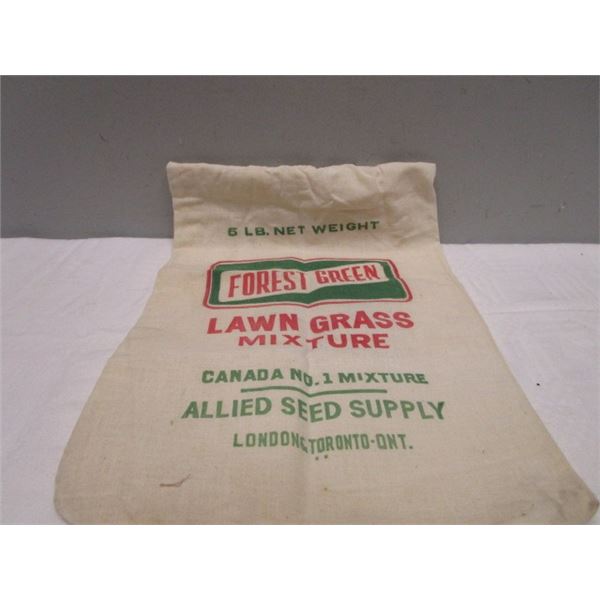 5 LB. NET WEIGHT
FOREST GREEN
LAWN GRASS
MIXTURE
CANADA NO. 1 MIXTURE
ALLIED SEED SUPPLY
LONDON & TORONTO-ONT.